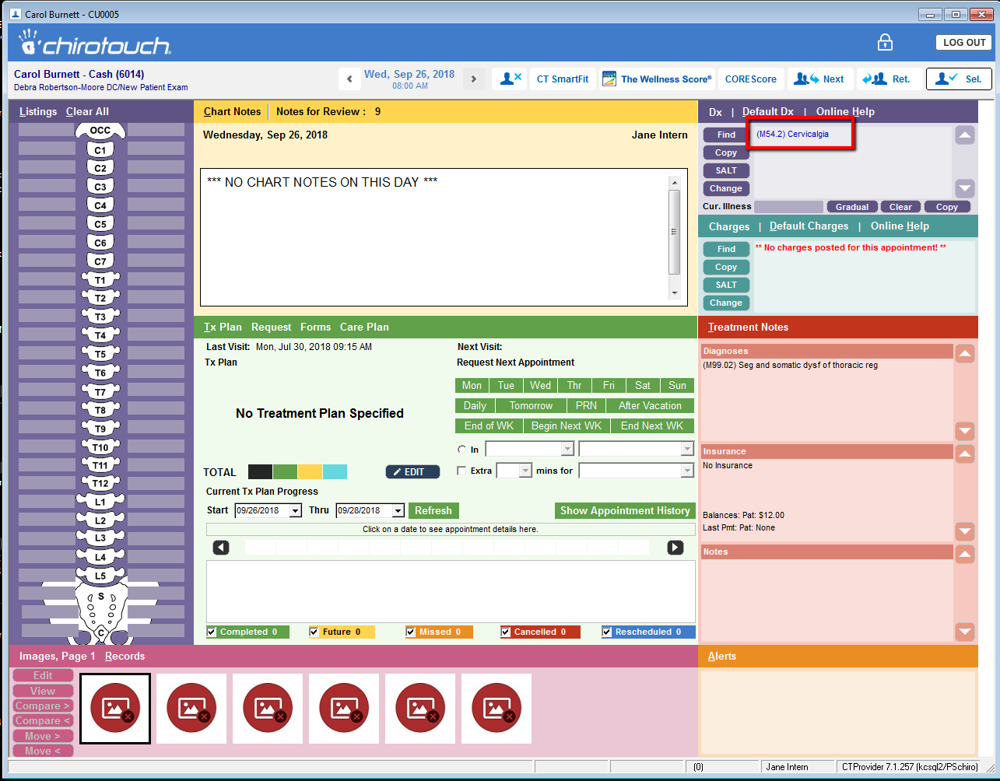 Carol Burnett - CU0005
chirotouch.
LOG OUT
Carol Burnett - Cash (6014)
Debra Robertson-Moore DC/New Patient Exam
Wed, Sep 26, 2018
08:00 AM
CT SmartFit
The Wellness Score®
COREScore
Next
Ret.
Sel.
Listings Clear All
OCC
C1
C2
C3
C4
C5
C6
C7
T1
T2
T3
T4
T5
T6
T7
T8
T9
T10
T11
T12
L1
L2
L3
L4
L5
S
C
Chart Notes Notes for Review : 9
Wednesday, Sep 26, 2018 Jane Intern
*** NO CHART NOTES ON THIS DAY ***
Dx | Default Dx | Online Help
Find
Copy
SALT
Change
(M54.2) Cervicalgia
Cur. Illness Gradual Clear Copy
Charges | Default Charges | Online Help
Find
Copy
SALT
Change
** No charges posted for this appointment! **
Tx Plan Request Forms Care Plan
Last Visit: Mon, Jul 30, 2018 09:15 AM
Tx Plan
No Treatment Plan Specified
TOTAL EDIT
Next Visit:
Request Next Appointment
Mon Tue Wed Thr Fri Sat Sun
Daily Tomorrow PRN After Vacation
End of WK Begin Next WK End Next WK
In
Extra mins for
Current Tx Plan Progress
Start 09/26/2018 Thru 09/28/2018 Refresh Show Appointment History
Click on a date to see appointment details here.
Completed 0 Future 0 Missed 0 Cancelled 0 Rescheduled 0
Treatment Notes
Diagnoses
(M99.02) Seg and somatic dysf of thoracic reg
Insurance
No Insurance
Balances: Pat: $12.00
Last Pmt: Pat: None
Notes
Images, Page 1 Records
Edit
View
Compare >
Compare <
Move >
Move <
Alerts
(0) Jane Intern CTProvider 7.1.257 (kcsql2/PSchiro)